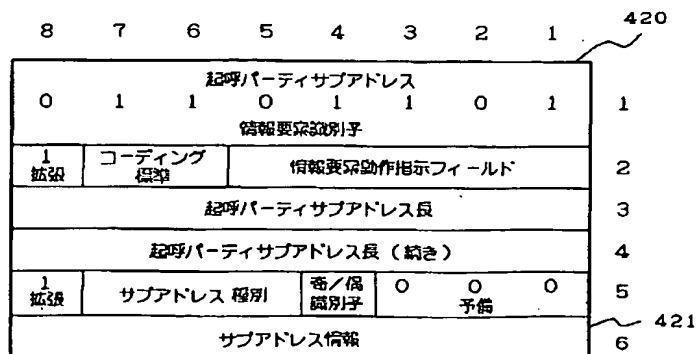 8 7 6 5 4 3 2 1
420
起呼パーティサブアドレス
0 1 1 0 1 1 0 1 1
情報要素識別子
1 コーディング 情報要素動作指示フィールド 2
拡張 標準
起呼パーティサブアドレス長 3
起呼パーティサブアドレス長(続き) 4
1 サブアドレス 種別 奇/偶 0 0 0 5
拡張 識別子 予備
421
サブアドレス情報 6